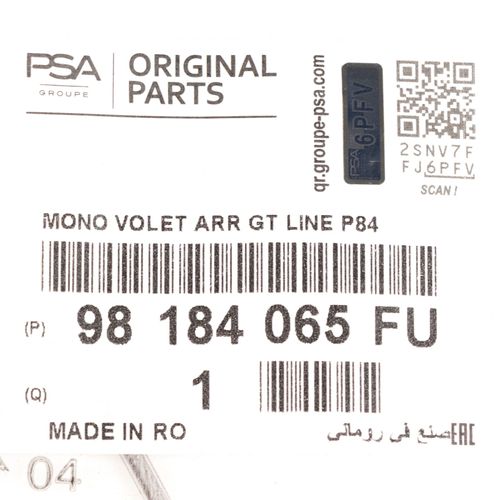 PSA
GROUPE
ORIGINAL
PARTS
qr.groupe-psa.com
PSA 6PFV
2SNV7F
FJ6PFV
SCAN!
MONO VOLET ARR GT LINE P84
(P) 98 184 065 FU
(Q) 1
MADE IN RO
صنع في روماني EAC
04